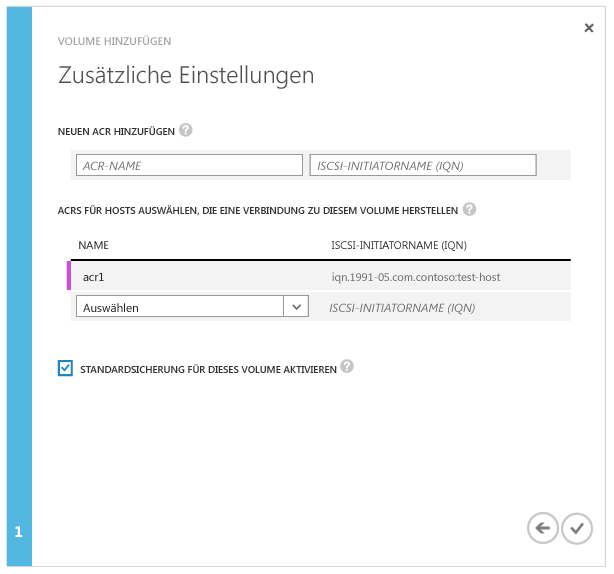 VOLUME HINZUFÜGEN
Zusätzliche Einstellungen
NEUEN ACR HINZUFÜGEN ?
ACR-NAME ISCSI-INITIATORNAME (IQN)
ACRS FÜR HOSTS AUSWÄHLEN, DIE EINE VERBINDUNG ZU DIESEM VOLUME HERSTELLEN ?
NAME ISCSI-INITIATORNAME (IQN)
acr1 iqn.1991-05.com.contoso:test-host
Auswählen ISCSI-INITIATORNAME (IQN)
STANDARDSICHERUNG FÜR DIESES VOLUME AKTIVIEREN ?
1